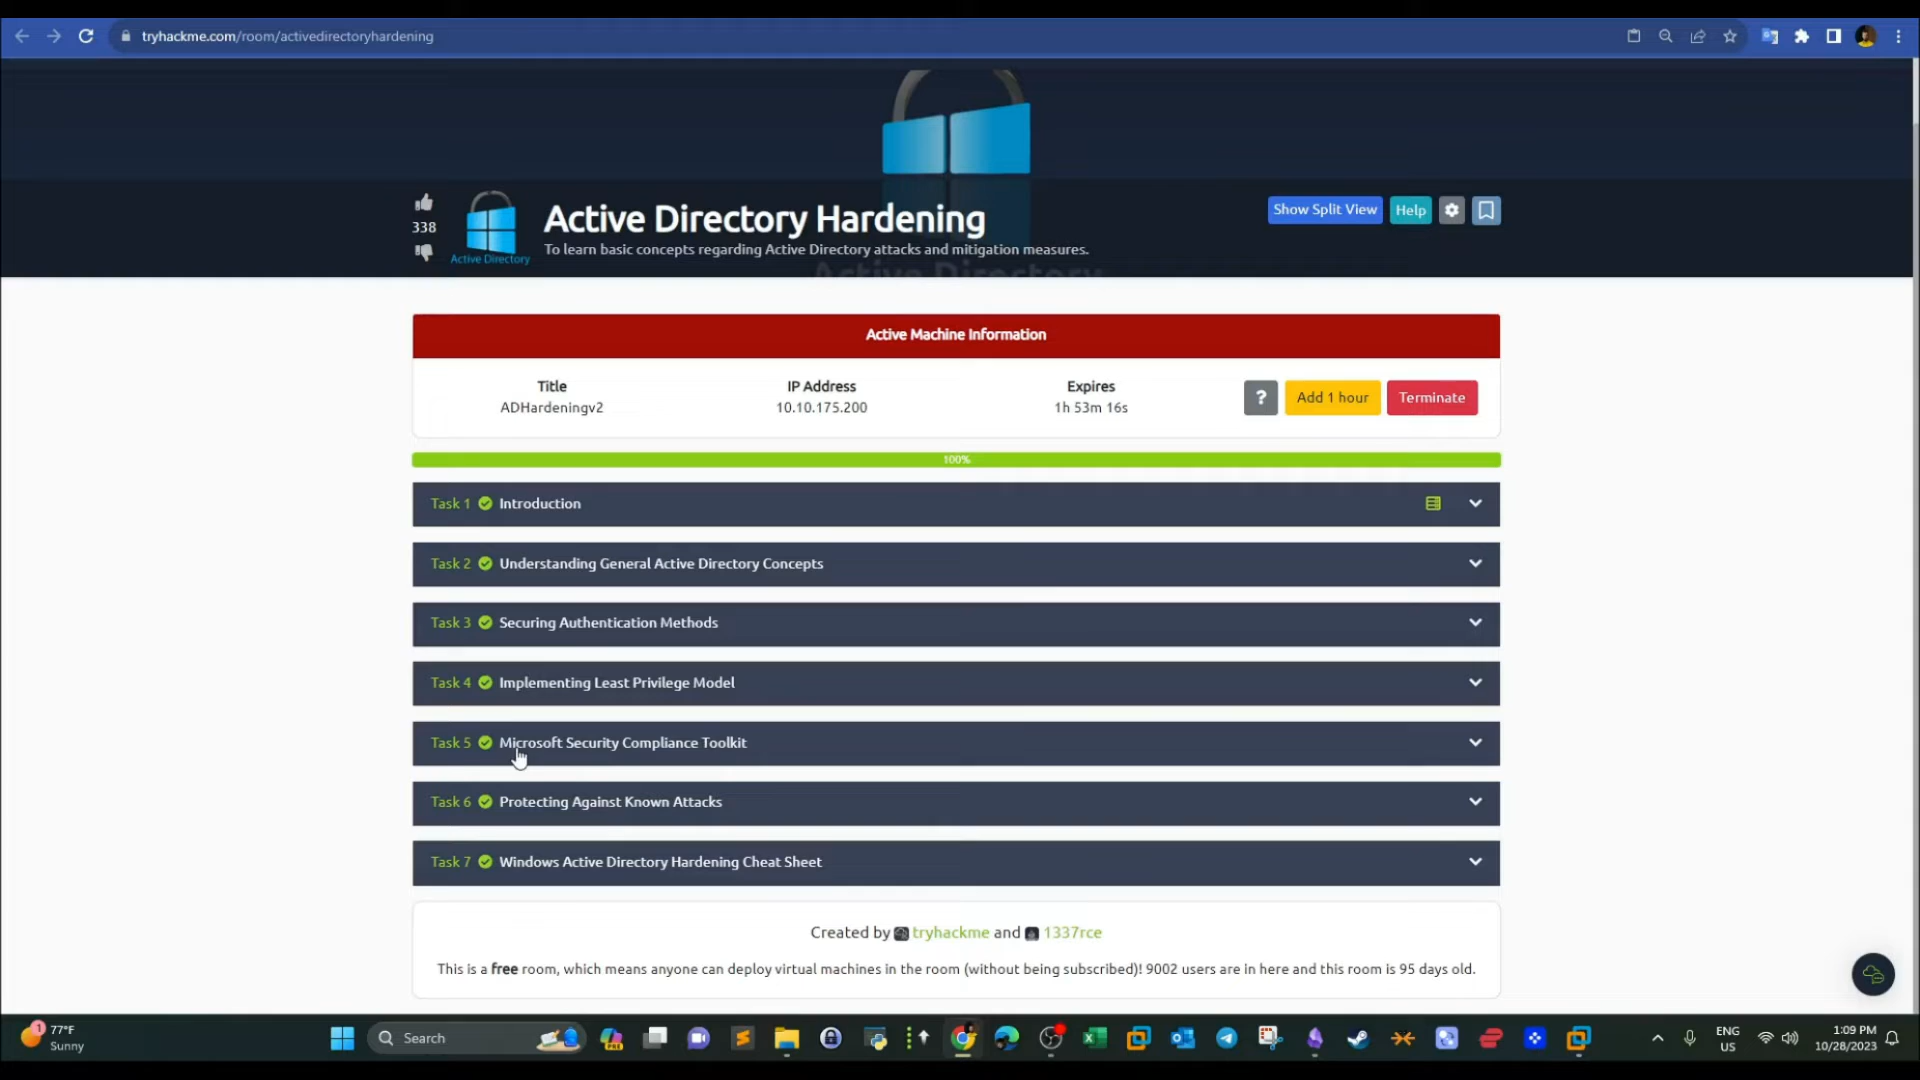 tryhackme.com/room/activedirectoryhardening
338
Active Directory
Active Directory Hardening
To learn basic concepts regarding Active Directory attacks and mitigation measures.
Show Split View
Help
Active Directory
Active Machine Information
Title
IP Address
Expires
ADHardeningv2
10.10.175.200
1h 53m 16s
?
Add 1 hour
Terminate
100%
Task 1 Introduction
Task 2 Understanding General Active Directory Concepts
Task 3 Securing Authentication Methods
Task 4 Implementing Least Privilege Model
Task 5 Microsoft Security Compliance Toolkit
Task 6 Protecting Against Known Attacks
Task 7 Windows Active Directory Hardening Cheat Sheet
Created by tryhackme and 1337rce
This is a free room, which means anyone can deploy virtual machines in the room (without being subscribed)! 9002 users are in here and this room is 95 days old.
1
77°F
Sunny
Search
PRE
ENG
US
1:09 PM
10/28/2023